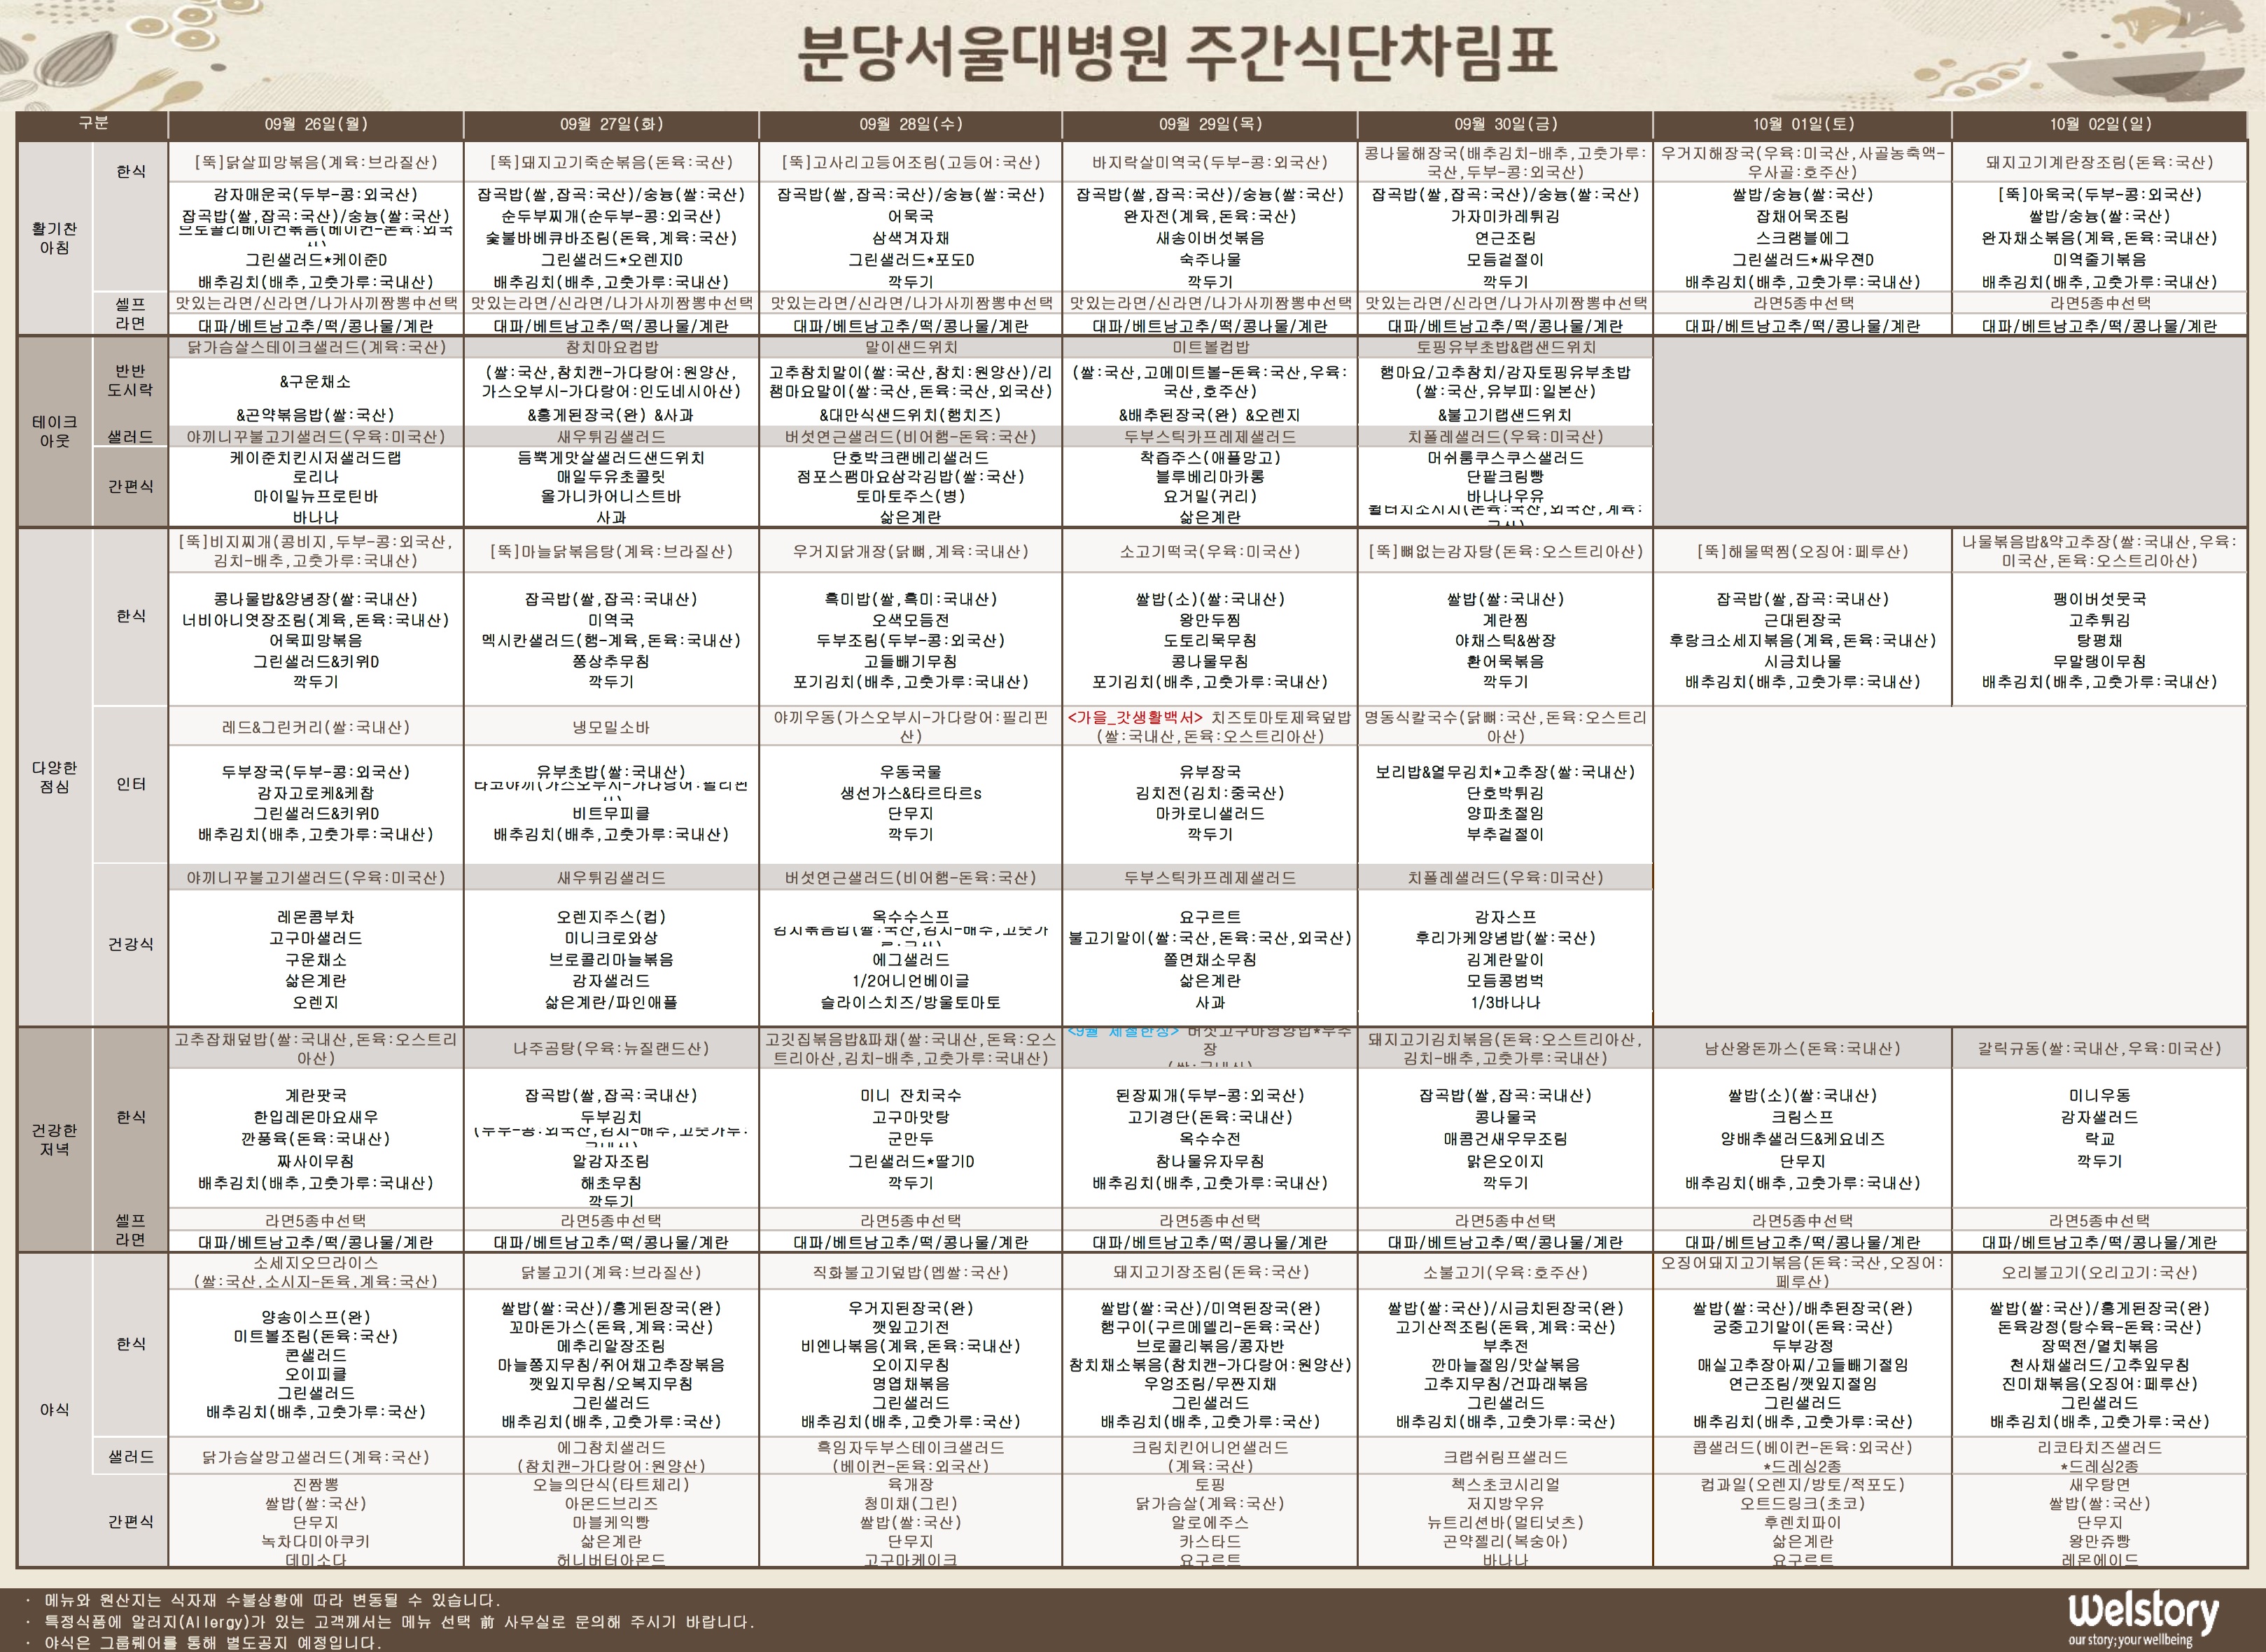 분당서울대병원 주간식단차림표
구분 09월 26일(월) 09월 27일(화) 09월 28일(수) 09월 29일(목) 09월 30일(금) 10월 01일(토) 10월 02일(일)
활기찬 아침
한식
[뚝]닭살피망볶음(계육:브라질산) [뚝]돼지고기죽순볶음(돈육:국산) [뚝]고사리고등어조림(고등어:국산) 바지락살미역국(두부-콩:외국산) 콩나물해장국(배추김치-배추,고춧가루:국산,두부-콩:외국산) 우거지해장국(우육:미국산,사골농축액-우사골:호주산) 돼지고기계란장조림(돈육:국산)
감자매운국(두부-콩:외국산) 잡곡밥(쌀,잡곡:국산)/숭늉(쌀:국산) 잡곡밥(쌀,잡곡:국산)/숭늉(쌀:국산) 잡곡밥(쌀,잡곡:국산)/숭늉(쌀:국산) 잡곡밥(쌀,잡곡:국산)/숭늉(쌀:국산) 쌀밥/숭늉(쌀:국산) [뚝]아욱국(두부-콩:외국산)
잡곡밥(쌀,잡곡:국산)/숭늉(쌀:국산) 순두부찌개(순두부-콩:외국산) 어묵국 완자전(계육,돈육:국산) 가자미카레튀김 잡채어묵조림 쌀밥/숭늉(쌀:국산)
숯불바베큐바조림(돈육,계육:국산) 삼색겨자채 새송이버섯볶음 연근조림 스크램블에그 완자채소볶음(계육,돈육:국내산)
그린샐러드*케이준D 그린샐러드*오렌지D 그린샐러드*포도D 숙주나물 모듬겉절이 그린샐러드*싸우젼D 미역줄기볶음
배추김치(배추,고춧가루:국내산) 배추김치(배추,고춧가루:국내산) 깍두기 깍두기 깍두기 배추김치(배추,고춧가루:국내산) 배추김치(배추,고춧가루:국내산)
셀프 라면
맛있는라면/신라면/나가사끼짬뽕中선택 맛있는라면/신라면/나가사끼짬뽕中선택 맛있는라면/신라면/나가사끼짬뽕中선택 맛있는라면/신라면/나가사끼짬뽕中선택 맛있는라면/신라면/나가사끼짬뽕中선택 라면5종中선택 라면5종中선택
대파/베트남고추/떡/콩나물/계란 대파/베트남고추/떡/콩나물/계란 대파/베트남고추/떡/콩나물/계란 대파/베트남고추/떡/콩나물/계란 대파/베트남고추/떡/콩나물/계란 대파/베트남고추/떡/콩나물/계란 대파/베트남고추/떡/콩나물/계란
테이크 아웃
반반 도시락
닭가슴살스테이크샐러드(계육:국산) 참치마요컵밥 말이샌드위치 미트볼컵밥 토핑유부초밥&랩샌드위치
&구운채소 (쌀:국산,참치캔-가다랑어:원양산,가스오부시-가다랑어:인도네시아산) 고추참치말이(쌀:국산,참치:원양산)/리챔마요말이(쌀:국산,돈육:국산,외국산) (쌀:국산,고메미트볼-돈육:국산,우육:국산,호주산) 햄마요/고추참치/감자토핑유부초밥(쌀:국산,유부피:일본산)
&곤약볶음밥(쌀:국산) &홍게된장국(완) &사과 &대만식샌드위치(햄치즈) &배추된장국(완) &오렌지 &불고기랩샌드위치
샐러드 야끼니꾸불고기샐러드(우육:미국산) 새우튀김샐러드 버섯연근샐러드(비어햄-돈육:국산) 두부스틱카프레제샐러드 치폴레샐러드(우육:미국산)
간편식
케이준치킨시저샐러드랩 듬뿍게맛살샐러드샌드위치 단호박크랜베리샐러드 착즙주스(애플망고) 머쉬룸쿠스쿠스샐러드
로리나 매일두유초콜릿 점포스팸마요삼각김밥(쌀:국산) 블루베리마카롱 단팥크림빵
마이밀뉴프로틴바 올가니카어니스트바 토마토주스(병) 요거밀(귀리) 바나나우유
바나나 사과 삶은계란 삶은계란
다양한 점심
한식
[뚝]비지찌개(콩비지,두부-콩:외국산,김치-배추,고춧가루:국내산) [뚝]마늘닭볶음탕(계육:브라질산) 우거지닭개장(닭뼈,계육:국내산) 소고기떡국(우육:미국산) [뚝]뼈없는감자탕(돈육:오스트리아산) [뚝]해물떡찜(오징어:페루산) 나물볶음밥&약고추장(쌀:국내산,우육:미국산,돈육:오스트리아산)
콩나물밥&양념장(쌀:국내산) 잡곡밥(쌀,잡곡:국내산) 흑미밥(쌀,흑미:국내산) 쌀밥(소)(쌀:국내산) 쌀밥(쌀:국내산) 잡곡밥(쌀,잡곡:국내산) 팽이버섯뭇국
너비아니엿장조림(계육,돈육:국내산) 미역국 오색모듬전 왕만두찜 계란찜 근대된장국 고추튀김
어묵피망볶음 멕시칸샐러드(햄-계육,돈육:국내산) 두부조림(두부-콩:외국산) 도토리묵무침 야채스틱&쌈장 후랑크소세지볶음(계육,돈육:국내산) 탕평채
그린샐러드&키위D 쫑상추무침 고들빼기무침 콩나물무침 환어묵볶음 시금치나물 무말랭이무침
깍두기 깍두기 포기김치(배추,고춧가루:국내산) 포기김치(배추,고춧가루:국내산) 깍두기 배추김치(배추,고춧가루:국내산) 배추김치(배추,고춧가루:국내산)
인터
레드&그린커리(쌀:국내산) 냉모밀소바 야끼우동(가스오부시-가다랑어:필리핀산) <가을_갓생활백서> 치즈토마토제육덮밥(쌀:국내산,돈육:오스트리아산) 명동식칼국수(닭뼈:국산,돈육:오스트리아산)
두부장국(두부-콩:외국산) 유부초밥(쌀:국내산) 우동국물 유부장국 보리밥&열무김치*고추장(쌀:국내산)
감자고로케&케찹 생선가스&타르타르s 김치전(김치:중국산) 단호박튀김
그린샐러드&키위D 비트무피클 단무지 마카로니샐러드 양파초절임
배추김치(배추,고춧가루:국내산) 배추김치(배추,고춧가루:국내산) 깍두기 깍두기 부추겉절이
건강식
야끼니꾸불고기샐러드(우육:미국산) 새우튀김샐러드 버섯연근샐러드(비어햄-돈육:국산) 두부스틱카프레제샐러드 치폴레샐러드(우육:미국산)
레몬콤부차 오렌지주스(컵) 옥수수스프 요구르트 감자스프
고구마샐러드 미니크로와상 불고기말이(쌀:국산,돈육:국산,외국산) 후리가케양념밥(쌀:국산)
구운채소 브로콜리마늘볶음 에그샐러드 쫄면채소무침 김계란말이
삶은계란 감자샐러드 1/2어니언베이글 삶은계란 모듬콩범벅
오렌지 삶은계란/파인애플 슬라이스치즈/방울토마토 사과 1/3바나나
건강한 저녁
한식
고추잡채덮밥(쌀:국내산,돈육:오스트리아산) 나주곰탕(우육:뉴질랜드산) 고깃집볶음밥&파채(쌀:국내산,돈육:오스트리아산,김치-배추,고춧가루:국내산) <9월 제철한상> 버섯고구마영양밥*부추장 돼지고기김치볶음(돈육:오스트리아산,김치-배추,고춧가루:국내산) 남산왕돈까스(돈육:국내산) 갈릭규동(쌀:국내산,우육:미국산)
계란팟국 잡곡밥(쌀,잡곡:국내산) 미니 잔치국수 된장찌개(두부-콩:외국산) 잡곡밥(쌀,잡곡:국내산) 쌀밥(소)(쌀:국내산) 미니우동
한입레몬마요새우 두부김치 고구마맛탕 고기경단(돈육:국내산) 콩나물국 크림스프 감자샐러드
깐풍육(돈육:국내산) 군만두 옥수수전 매콤건새우무조림 양배추샐러드&케요네즈 락교
짜사이무침 알감자조림 그린샐러드*딸기D 참나물유자무침 맑은오이지 단무지 깍두기
배추김치(배추,고춧가루:국내산) 해초무침 깍두기 배추김치(배추,고춧가루:국내산) 깍두기 배추김치(배추,고춧가루:국내산)
깍두기
셀프 라면
라면5종中선택 라면5종中선택 라면5종中선택 라면5종中선택 라면5종中선택 라면5종中선택 라면5종中선택
대파/베트남고추/떡/콩나물/계란 대파/베트남고추/떡/콩나물/계란 대파/베트남고추/떡/콩나물/계란 대파/베트남고추/떡/콩나물/계란 대파/베트남고추/떡/콩나물/계란 대파/베트남고추/떡/콩나물/계란 대파/베트남고추/떡/콩나물/계란
야식
한식
소세지오므라이스(쌀:국산,소시지-돈육,계육:국산) 닭불고기(계육:브라질산) 직화불고기덮밥(멥쌀:국산) 돼지고기장조림(돈육:국산) 소불고기(우육:호주산) 오징어돼지고기볶음(돈육:국산,오징어:페루산) 오리불고기(오리고기:국산)
양송이스프(완) 쌀밥(쌀:국산)/홍게된장국(완) 우거지된장국(완) 쌀밥(쌀:국산)/미역된장국(완) 쌀밥(쌀:국산)/시금치된장국(완) 쌀밥(쌀:국산)/배추된장국(완) 쌀밥(쌀:국산)/홍게된장국(완)
미트볼조림(돈육:국산) 꼬마돈가스(돈육,계육:국산) 깻잎고기전 햄구이(구르메델리-돈육:국산) 고기산적조림(돈육,계육:국산) 궁중고기말이(돈육:국산) 돈육강정(탕수육-돈육:국산)
콘샐러드 메추리알장조림 비엔나볶음(계육,돈육:국내산) 브로콜리볶음/콩자반 부추전 두부강정 장떡전/멸치볶음
오이피클 마늘쫑지무침/쥐어채고추장볶음 오이지무침 참치채소볶음(참치캔-가다랑어:원양산) 깐마늘절임/맛살볶음 매실고추장아찌/고들빼기절임 천사채샐러드/고추잎무침
그린샐러드 깻잎지무침/오복지무침 명엽채볶음 우엉조림/무짠지채 고추지무침/건파래볶음 연근조림/깻잎지절임 진미채볶음(오징어:페루산)
배추김치(배추,고춧가루:국산) 그린샐러드 그린샐러드 그린샐러드 그린샐러드 그린샐러드 그린샐러드
배추김치(배추,고춧가루:국산) 배추김치(배추,고춧가루:국산) 배추김치(배추,고춧가루:국산) 배추김치(배추,고춧가루:국산) 배추김치(배추,고춧가루:국산) 배추김치(배추,고춧가루:국산)
샐러드
닭가슴살망고샐러드(계육:국산) 에그참치샐러드(참치캔-가다랑어:원양산) 흑임자두부스테이크샐러드(베이컨-돈육:외국산) 크림치킨어니언샐러드(계육:국산) 크랩쉬림프샐러드 콥샐러드(베이컨-돈육:외국산)*드레싱2종 리코타치즈샐러드*드레싱2종
간편식
진짬뽕 오늘의단식(타트체리) 육개장 토핑 첵스초코시리얼 컵과일(오렌지/방토/적포도) 새우탕면
쌀밥(쌀:국산) 아몬드브리즈 청미채(그린) 닭가슴살(계육:국산) 저지방우유 오트드링크(초코) 쌀밥(쌀:국산)
단무지 마블케익빵 쌀밥(쌀:국산) 알로에주스 뉴트리션바(멀티넛츠) 후렌치파이 단무지
녹차다미아쿠키 삶은계란 단무지 카스타드 곤약젤리(복숭아) 삶은계란 왕만쥬빵
데미소다 허니버터아몬드 고구마케이크 요구르트 바나나 요구르트 레몬에이드
· 메뉴와 원산지는 식자재 수불상황에 따라 변동될 수 있습니다.
· 특정식품에 알러지(Allergy)가 있는 고객께서는 메뉴 선택 前 사무실로 문의해 주시기 바랍니다.
· 야식은 그룹웨어를 통해 별도공지 예정입니다.
welstory
our story; your wellbeing